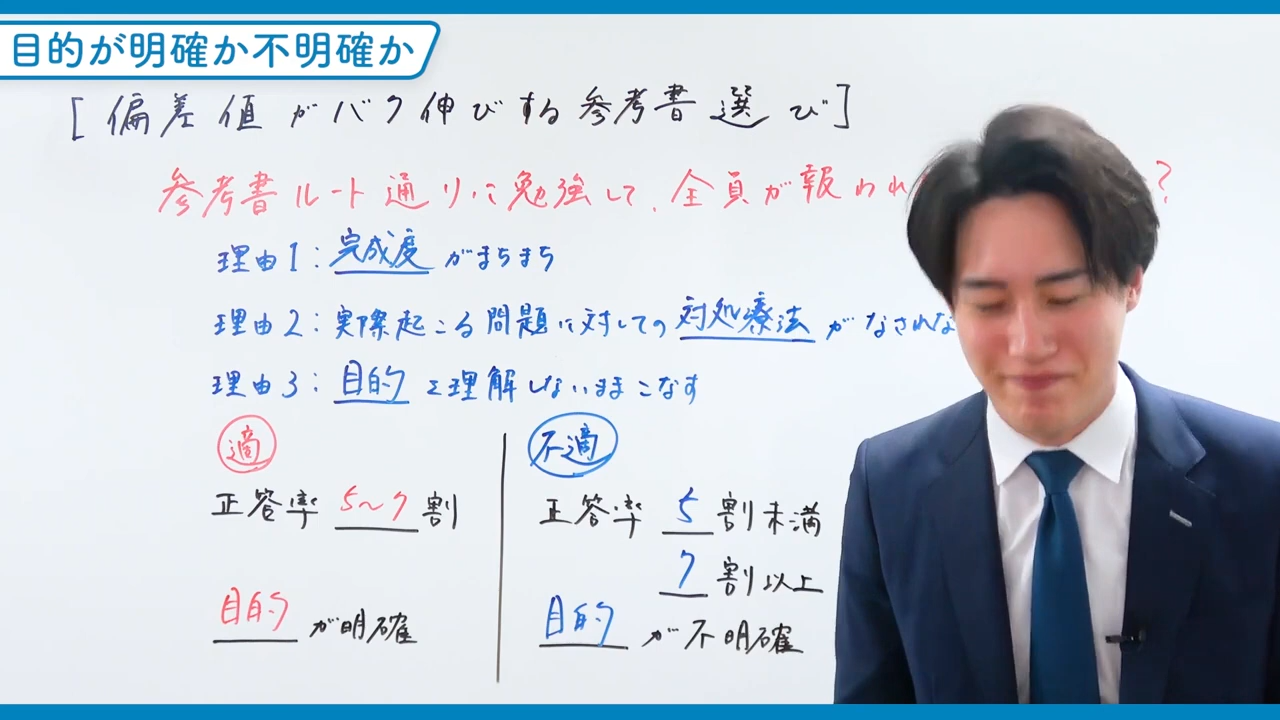 目的が明確か不明確か
[偏差値がバク伸びする参考書選び]
参考書ルート通りに勉強して、全員が報われ?
理由1:完成度がまちまち
理由2:実際起こる問題に対しての対処療法がなされな
理由3:目的を理解しないままこなす
適
正答率5〜7割
目的が明確
不適
正答率5割未満
7割以上
目的が不明確